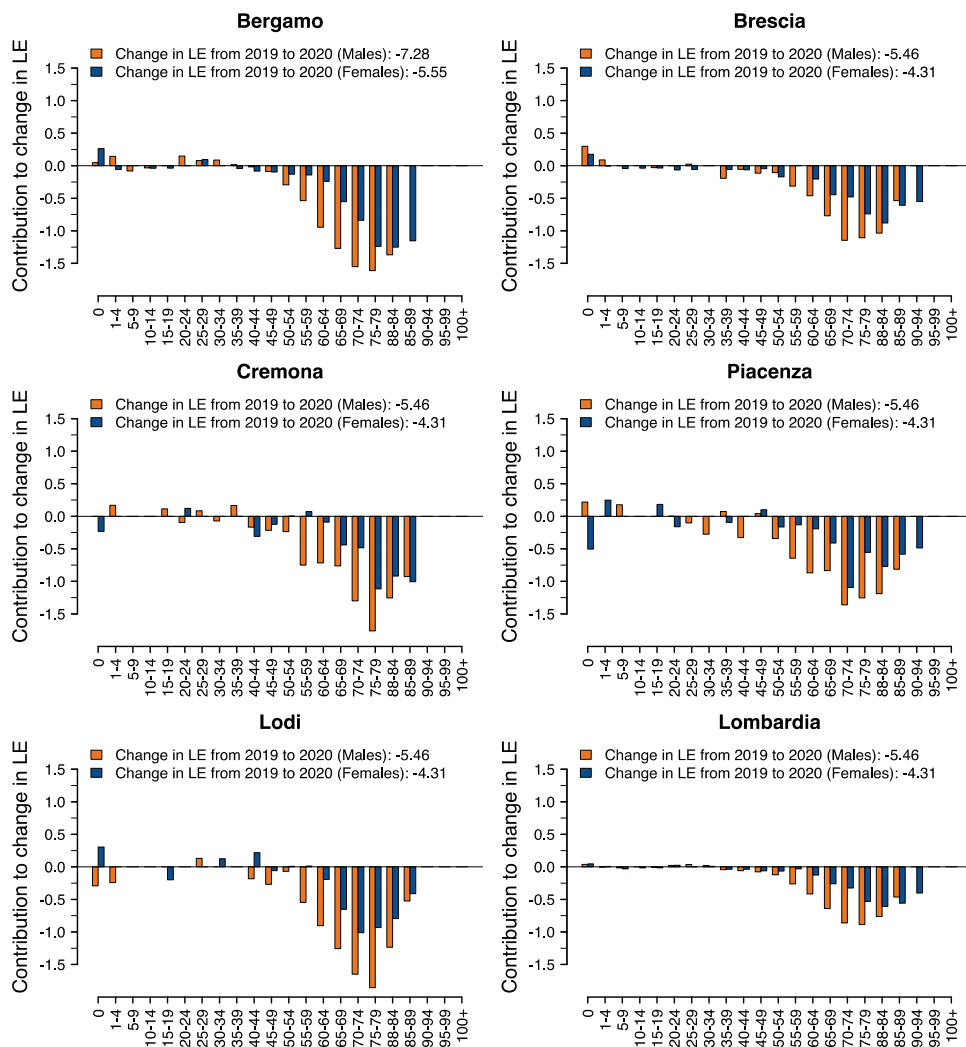 Bergamo
Change in LE from 2019 to 2020 (Males): -7.28
Change in LE from 2019 to 2020 (Females): -5.55
Contribution to change in LE
1.5
1.0
0.5
0.0
-0.5
-1.0
-1.5
0 1-4 5-9 10-14 15-19 20-24 25-29 30-34 35-39 40-44 45-49 50-54 55-59 60-64 65-69 70-74 75-79 88-84 85-89 90-94 95-99 100+
Brescia
Change in LE from 2019 to 2020 (Males): -5.46
Change in LE from 2019 to 2020 (Females): -4.31
Contribution to change in LE
1.5
1.0
0.5
0.0
-0.5
-1.0
-1.5
0 1-4 5-9 10-14 15-19 20-24 25-29 30-34 35-39 40-44 45-49 50-54 55-59 60-64 65-69 70-74 75-79 88-84 85-89 90-94 95-99 100+
Cremona
Change in LE from 2019 to 2020 (Males): -5.46
Change in LE from 2019 to 2020 (Females): -4.31
Contribution to change in LE
1.5
1.0
0.5
0.0
-0.5
-1.0
-1.5
0 1-4 5-9 10-14 15-19 20-24 25-29 30-34 35-39 40-44 45-49 50-54 55-59 60-64 65-69 70-74 75-79 88-84 85-89 90-94 95-99 100+
Piacenza
Change in LE from 2019 to 2020 (Males): -5.46
Change in LE from 2019 to 2020 (Females): -4.31
Contribution to change in LE
1.5
1.0
0.5
0.0
-0.5
-1.0
-1.5
0 1-4 5-9 10-14 15-19 20-24 25-29 30-34 35-39 40-44 45-49 50-54 55-59 60-64 65-69 70-74 75-79 88-84 85-89 90-94 95-99 100+
Lodi
Change in LE from 2019 to 2020 (Males): -5.46
Change in LE from 2019 to 2020 (Females): -4.31
Contribution to change in LE
1.5
1.0
0.5
0.0
-0.5
-1.0
-1.5
0 1-4 5-9 10-14 15-19 20-24 25-29 30-34 35-39 40-44 45-49 50-54 55-59 60-64 65-69 70-74 75-79 88-84 85-89 90-94 95-99 100+
Lombardia
Change in LE from 2019 to 2020 (Males): -5.46
Change in LE from 2019 to 2020 (Females): -4.31
Contribution to change in LE
1.5
1.0
0.5
0.0
-0.5
-1.0
-1.5
0 1-4 5-9 10-14 15-19 20-24 25-29 30-34 35-39 40-44 45-49 50-54 55-59 60-64 65-69 70-74 75-79 88-84 85-89 90-94 95-99 100+